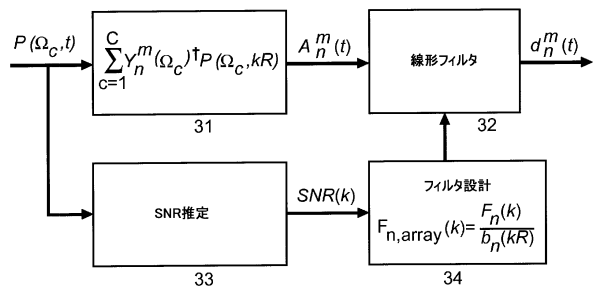 P(Ω_c,t)
C
∑ Y_n^m(Ω_c)^† P(Ω_c,kR)
c=1
31
A_n^m(t)
線形フィルタ
32
d_n^m(t)
SNR推定
33
SNR(k)
フィルタ設計
F_{n,array}(k)=F_n(k)/b_n(kR)
34